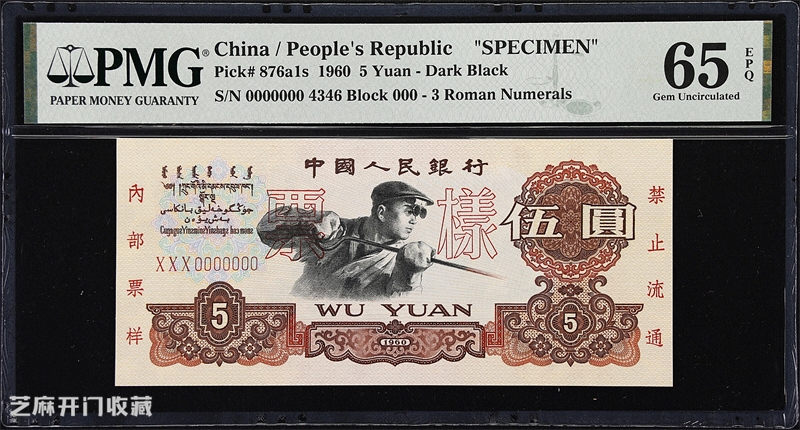 PMG®
PAPER MONEY GUARANTY
China / People's Republic "SPECIMEN"
Pick# 876a1s 1960 5 Yuan - Dark Black
S/N 0000000 4346 Block 000 - 3 Roman Numerals
65
EPQ
Gem Uncirculated
中國人民銀行
票樣
伍圓
內部票样
禁止流通
XXX0000000
5
WU YUAN
5
1960
芝麻开门收藏